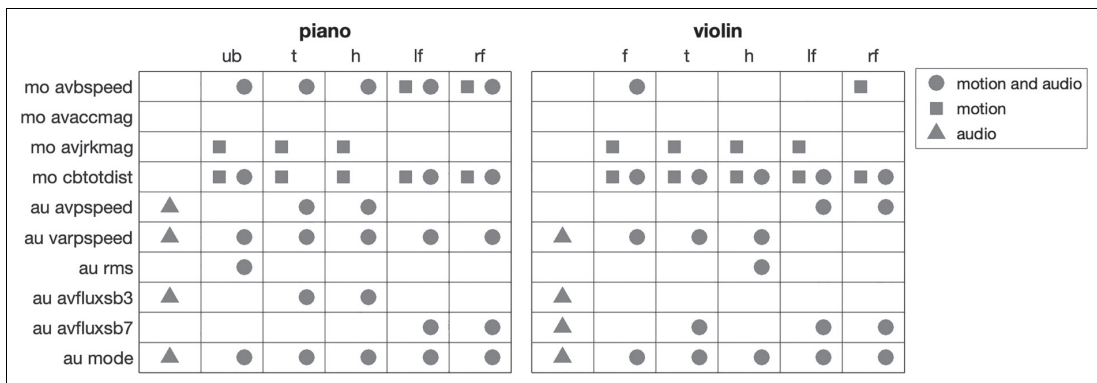 piano violin
ub t h lf rf f t h lf rf
mo avbspeed
mo avaccmag
mo avjrkmag
mo cbtotdist
au avpspeed
au varpspeed
au rms
au avfluxsb3
au avfluxsb7
au mode
motion and audio
motion
audio